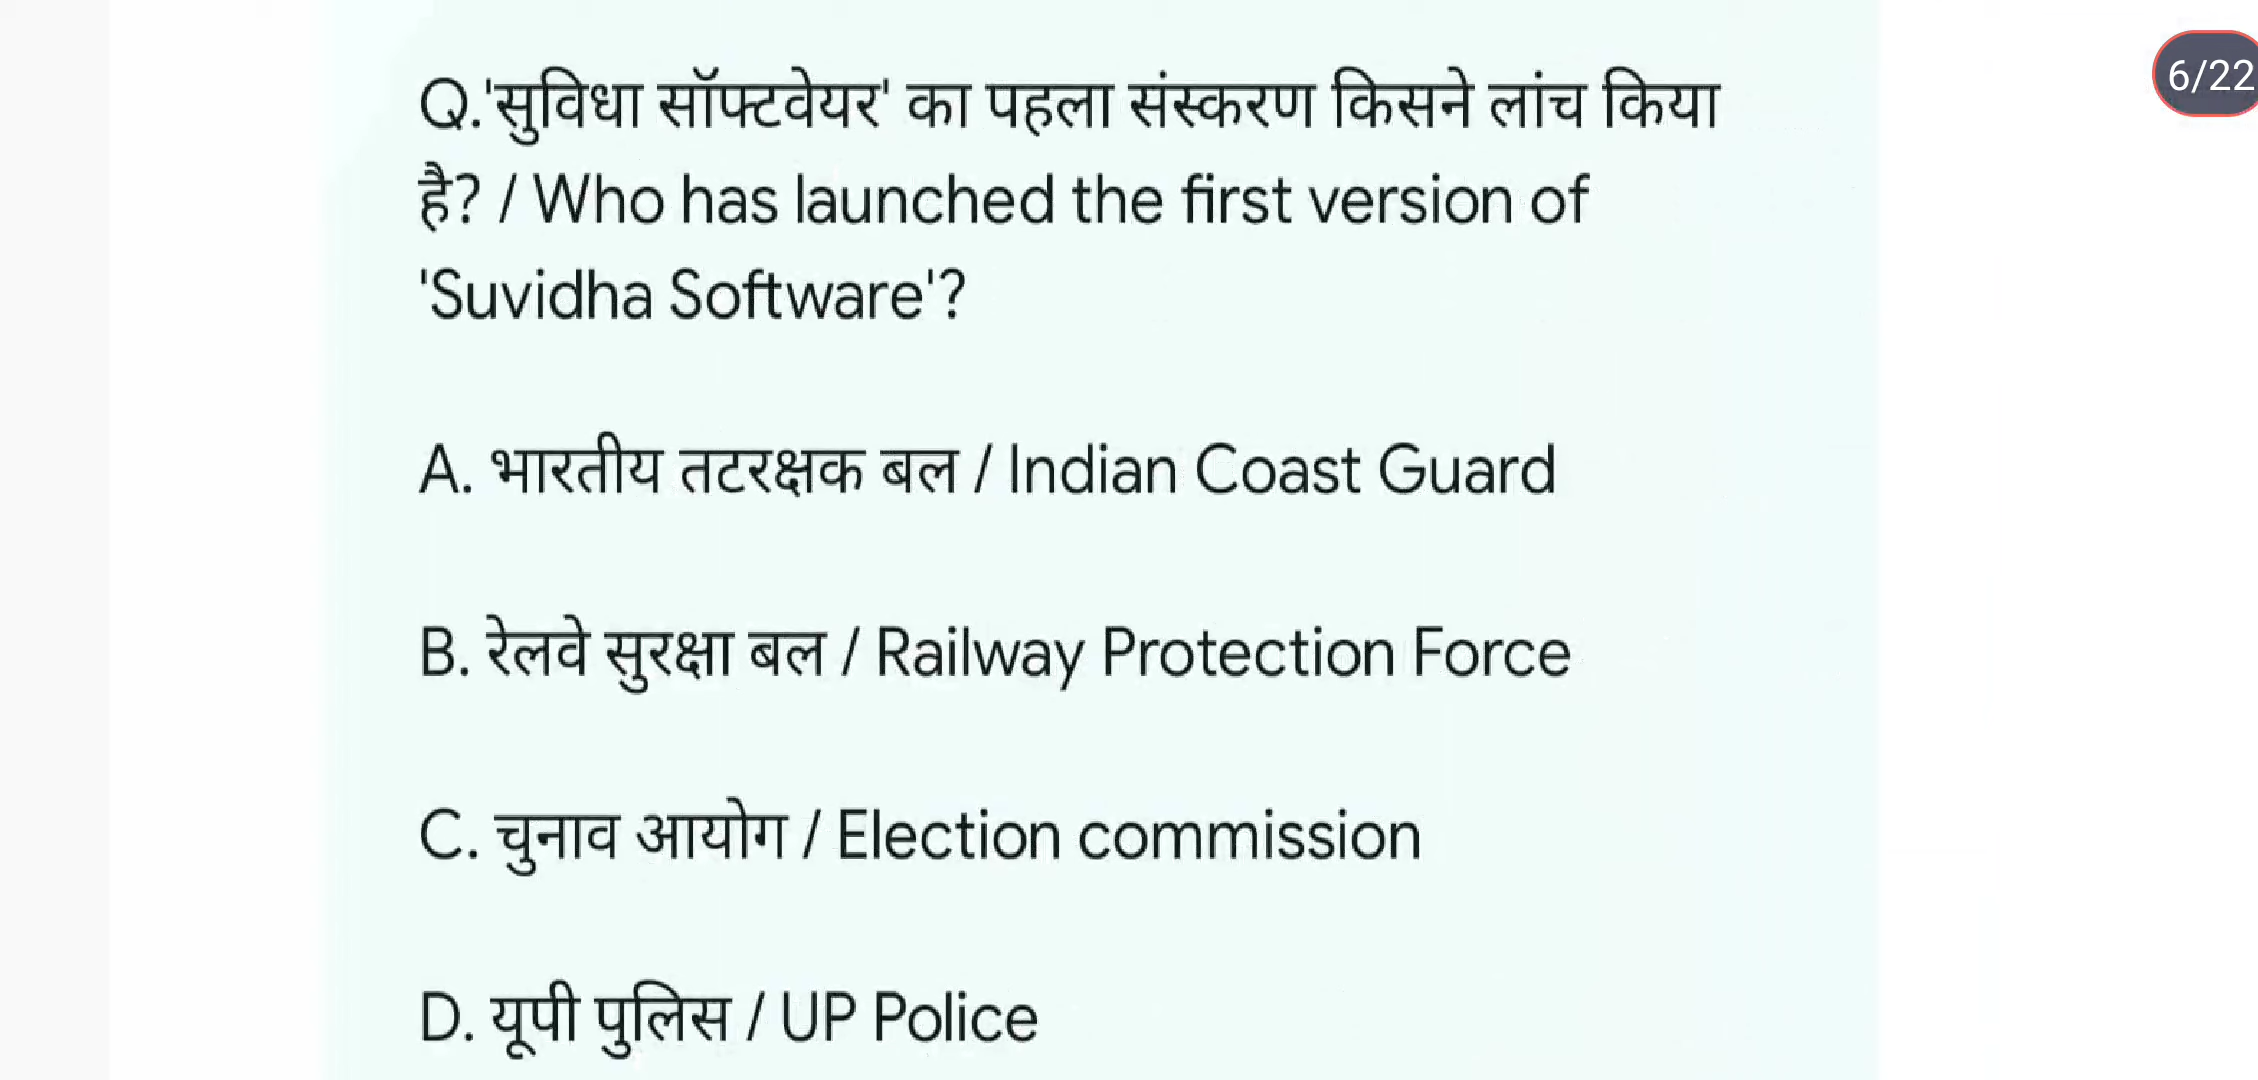 6/22
Q.'सुविधा सॉफ्टवेयर' का पहला संस्करण किसने लांच किया
है? / Who has launched the first version of
'Suvidha Software'?
A. भारतीय तटरक्षक बल / Indian Coast Guard
B. रेलवे सुरक्षा बल / Railway Protection Force
C. चुनाव आयोग / Election commission
D. यूपी पुलिस / UP Police